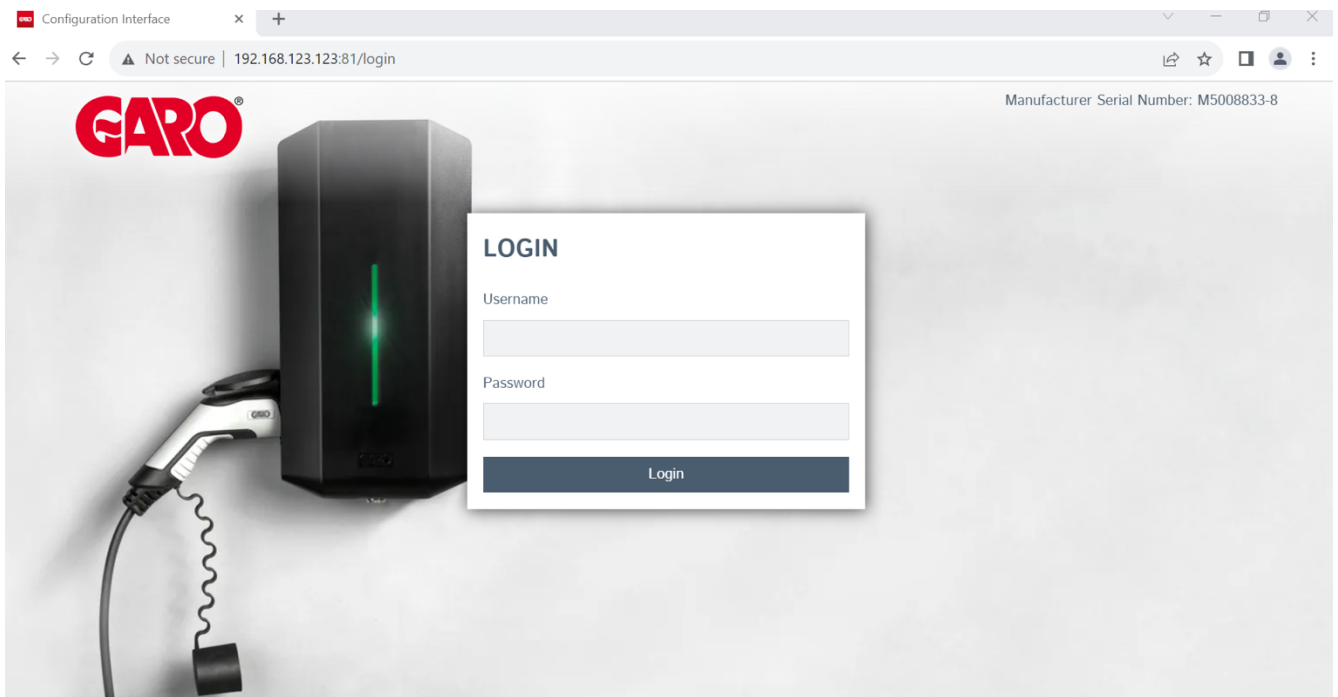 Configuration Interface
Not secure | 192.168.123.123:81/login
GARO®
Manufacturer Serial Number: M5008833-8
LOGIN
Username
Password
Login
GARO